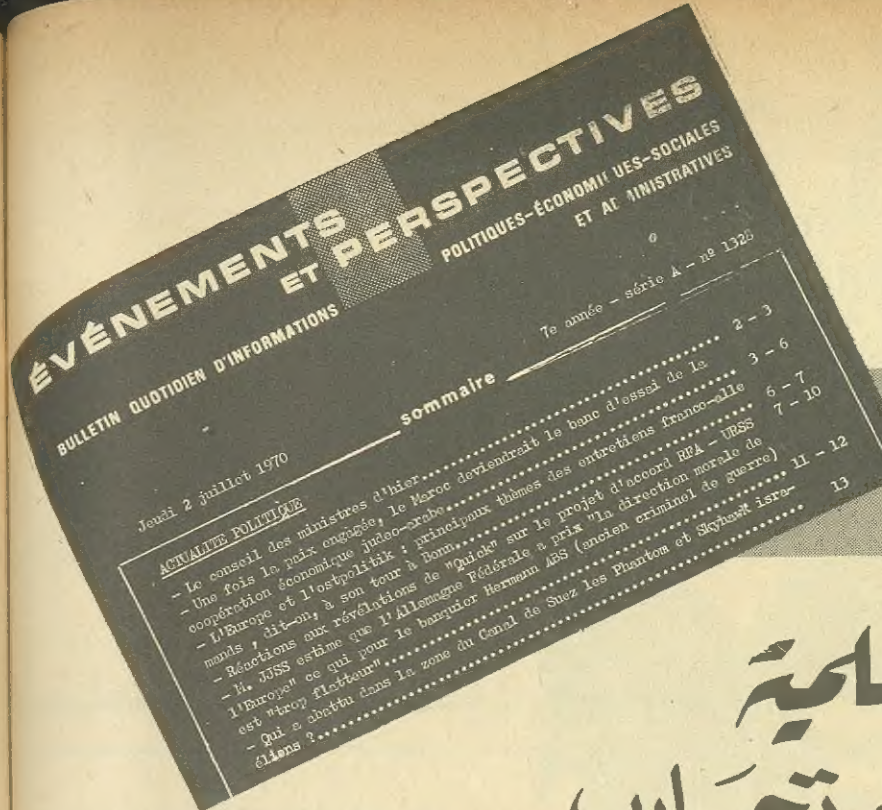 ÉVÉNEMENTS
ET PERSPECTIVES
BULLETIN QUOTIDIEN D'INFORMATIONS
POLITIQUES-ÉCONOMI UES-SOCIALES
ET AD INISTRATIVES
Jeudi 2 juillet 1970
sommaire
7e année - série A - nº 1328
ACTUALITE POLITIQUE
- Le conseil des ministres d'hier 2 - 3
- Une fois la paix engagée, le Maroc deviendrait le banc d'essai de la
coopération économique judeo-arabe 3 - 6
- L'Europe et l'ostpolitik : principaux thèmes des entretiens franco-alle
mands , dit-on, à son tour à Bonn 6 - 7
- Réactions aux révélations de "Quick" sur le projet d'accord RFA - URSS 7 - 10
- M. JJSS estime que l'Allemagne Fédérale a prix "la direction morale de
l'Europe" ce qui pour le banquier Hermann ABS (ancien criminel de guerre)
est "trop flatteur" 11 - 12
- Qui a abattu dans la zone du Canal de Suez les Phantom et Skyhawk isra-
éliens ? 13